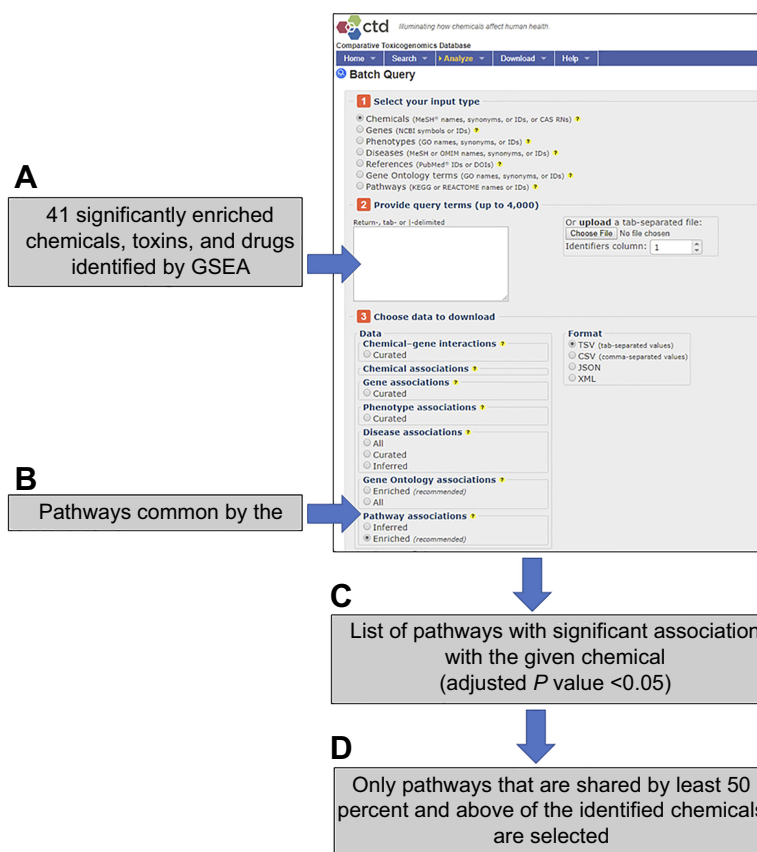 ctd
Illuminating how chemicals affect human health.
Comparative Toxicogenomics Database
Home Search Analyze Download Help
Batch Query
1 Select your input type
Chemicals (MeSH® names, synonyms, or IDs, or CAS RNs) ?
Genes (NCBI symbols or IDs) ?
Phenotypes (GO names, synonyms, or IDs) ?
Diseases (MeSH or OMIM names, synonyms, or IDs) ?
References (PubMed® IDs or DOIs) ?
Gene Ontology terms (GO names, synonyms, or IDs) ?
Pathways (KEGG or REACTOME names or IDs) ?
A
41 significantly enriched
chemicals, toxins, and drugs
identified by GSEA
2 Provide query terms (up to 4,000)
Return-, tab- or |-delimited
Or upload a tab-separated file:
Choose File No file chosen
Identifiers column: 1
3 Choose data to download
Data
Chemical–gene interactions ?
Curated
Chemical associations ?
Gene associations ?
Curated
Phenotype associations ?
Curated
Disease associations ?
All
Curated
Inferred
Gene Ontology associations ?
Enriched (recommended)
All
Pathway associations ?
Inferred
Enriched (recommended)
Format
TSV (tab-separated values)
CSV (comma-separated values)
JSON
XML
B
Pathways common by the
C
List of pathways with significant association
with the given chemical
(adjusted P value <0.05)
D
Only pathways that are shared by least 50
percent and above of the identified chemicals
are selected